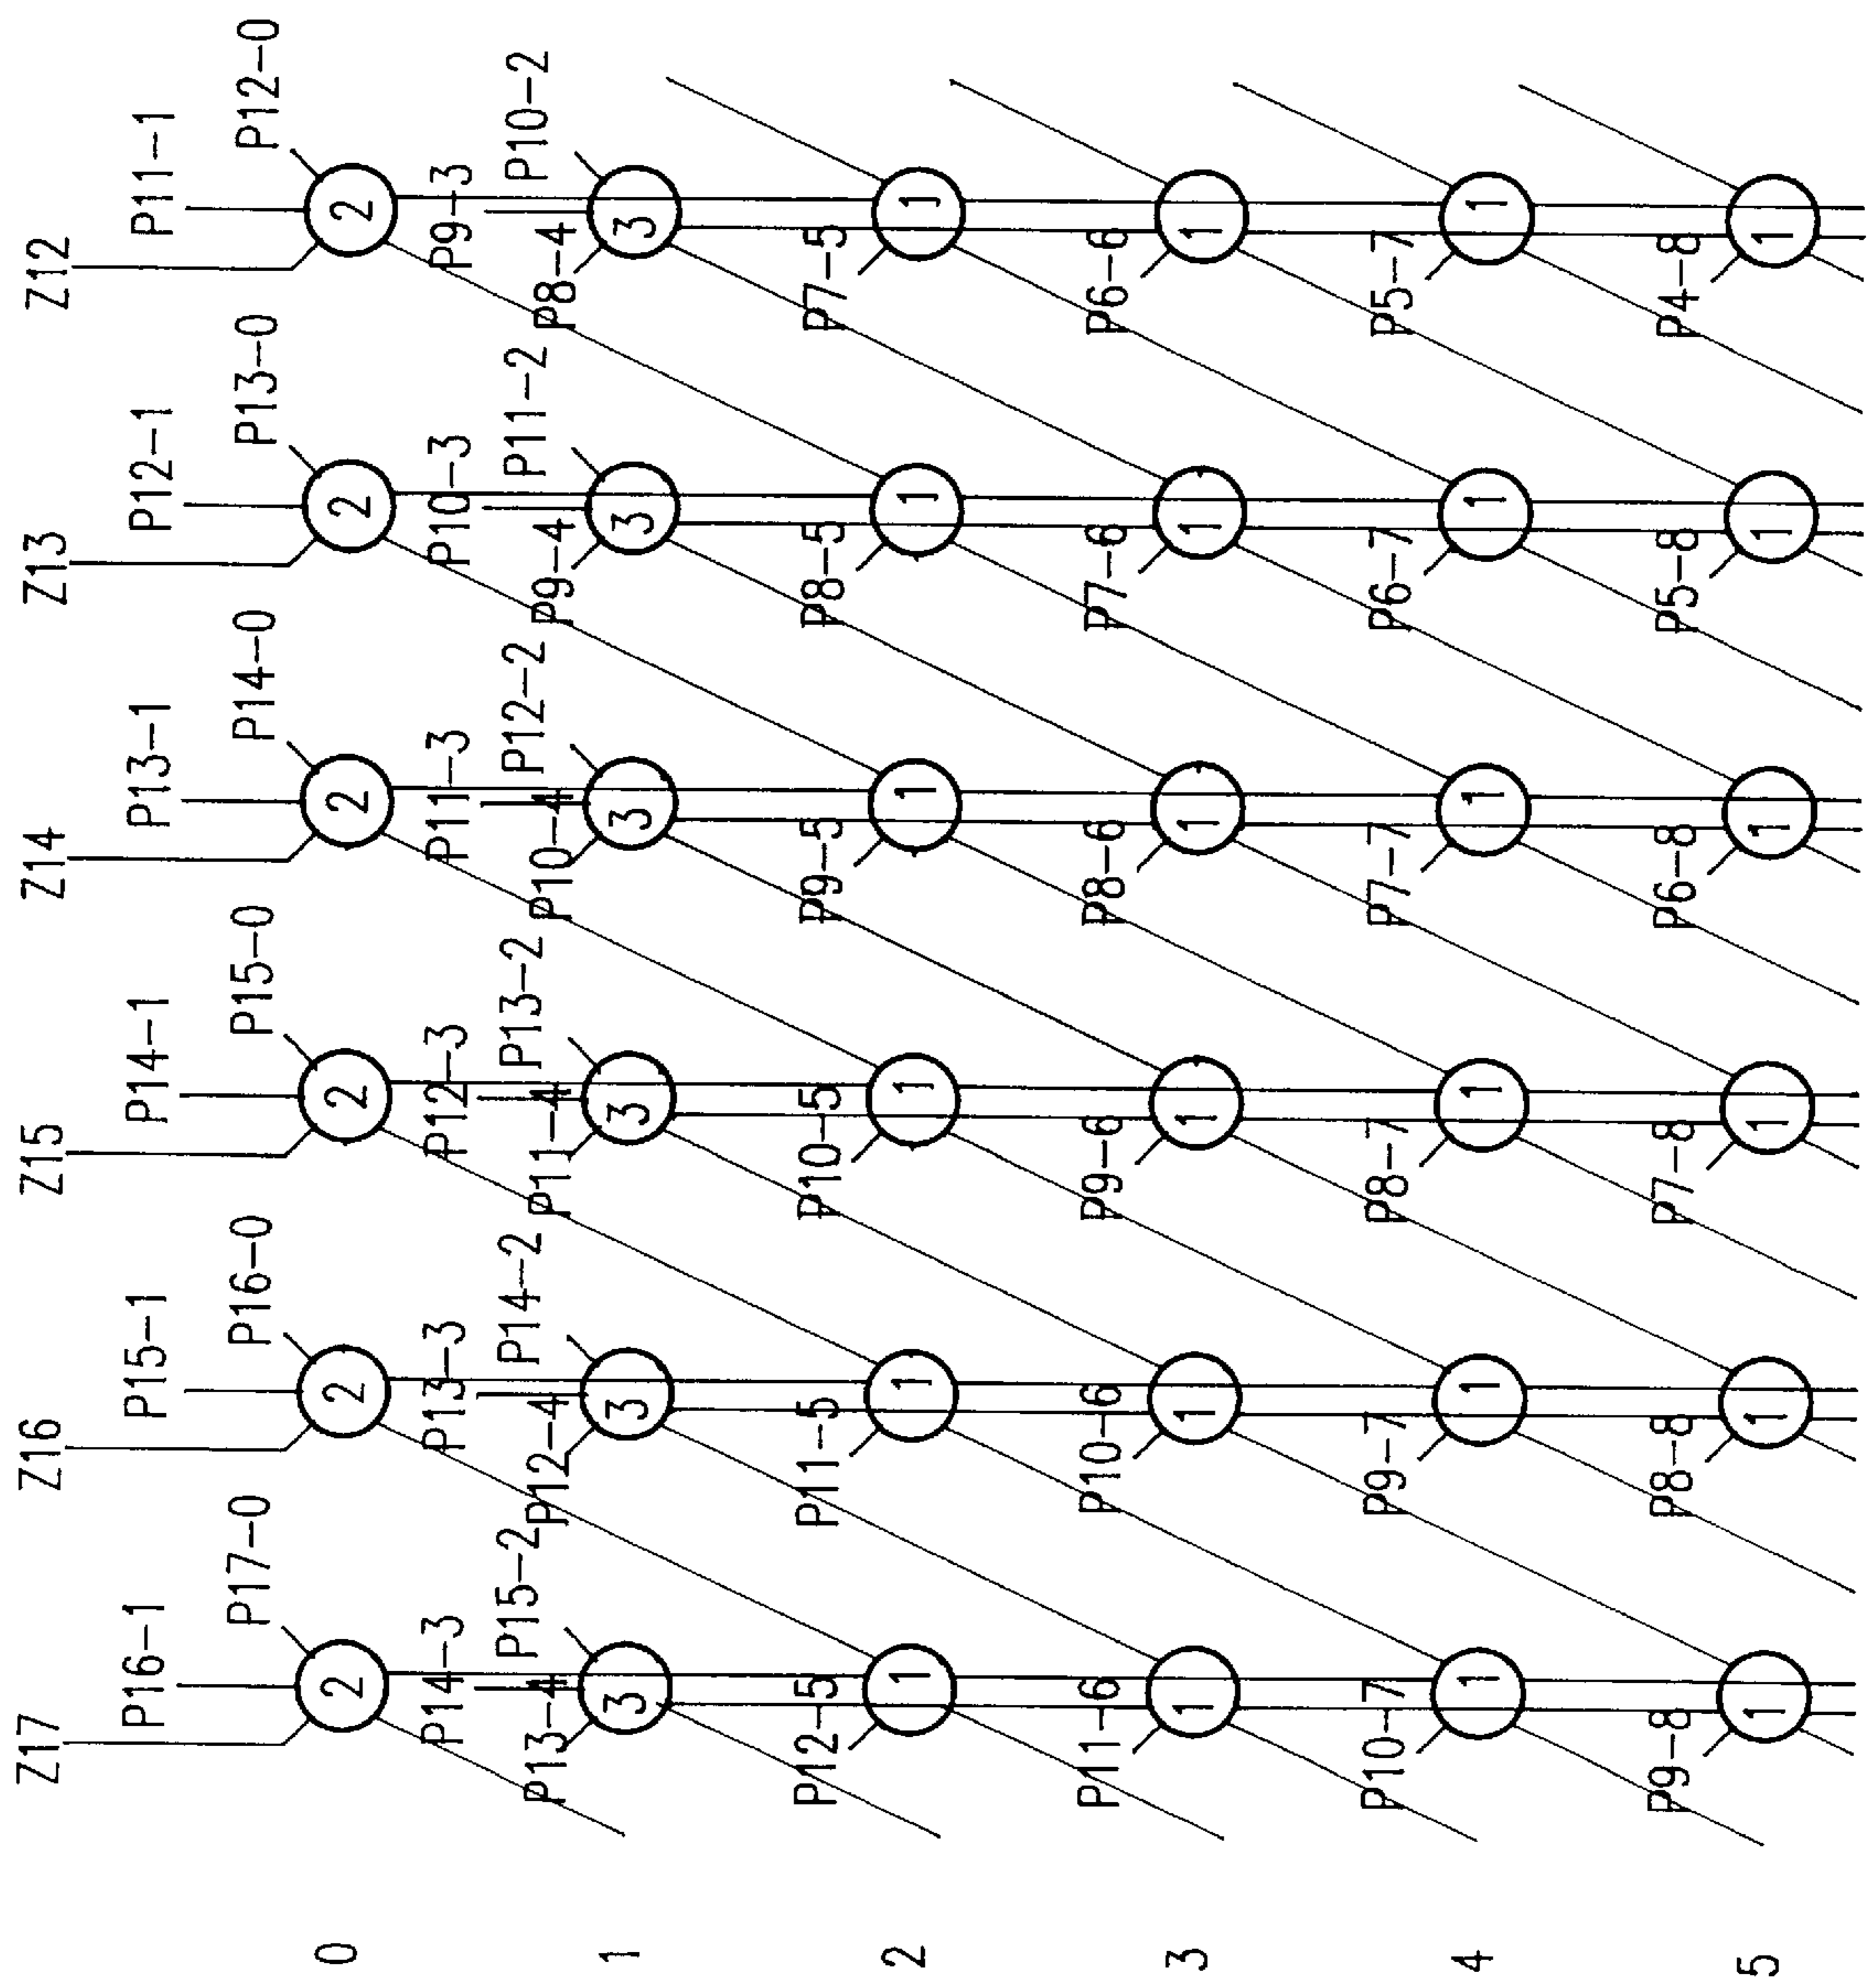 Z17 Z16 Z15 Z14 Z13 Z12
P16-1 P15-1 P14-1 P13-1 P12-1 P11-1
P17-0 P16-0 P15-0 P14-0 P13-0 P12-0
0 2 2 2 2 2 2
P14-3 P13-3 P12-3 P11-3 P10-3 P9-3
P15-2 P14-2 P13-2 P12-2 P11-2 P10-2
P13-4 P12-4 P11-4 P10-4 P9-4 P8-4
1 3 3 3 3 3 3
P12-5 P11-5 P10-5 P9-5 P8-5 P7-5
2 1 1 1 1 1 1
P11-6 P10-6 P9-6 P8-6 P7-6 P6-6
3 1 1 1 1 1 1
P10-7 P9-7 P8-7 P7-7 P6-7 P5-7
4 1 1 1 1 1 1
P9-8 P8-8 P7-8 P6-8 P5-8 P4-8
5 1 1 1 1 1 1